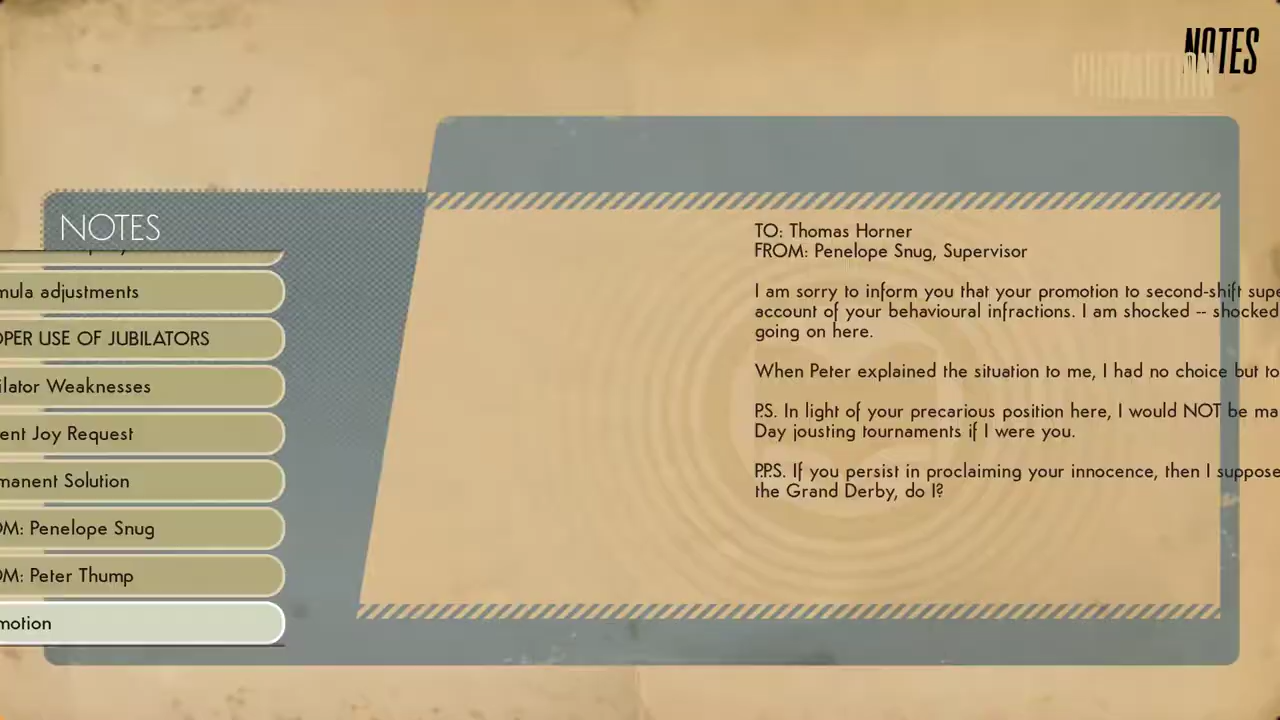 NOTES
PROMOTION
NOTES
mula adjustments
OPER USE OF JUBILATORS
ilator Weaknesses
ent Joy Request
manent Solution
OM: Penelope Snug
OM: Peter Thump
motion
TO: Thomas Horner
FROM: Penelope Snug, Supervisor
I am sorry to inform you that your promotion to second-shift supe
account of your behavioural infractions. I am shocked -- shocked
going on here.
When Peter explained the situation to me, I had no choice but to
P.S. In light of your precarious position here, I would NOT be ma
Day jousting tournaments if I were you.
P.P.S. If you persist in proclaiming your innocence, then I suppose
the Grand Derby, do I?